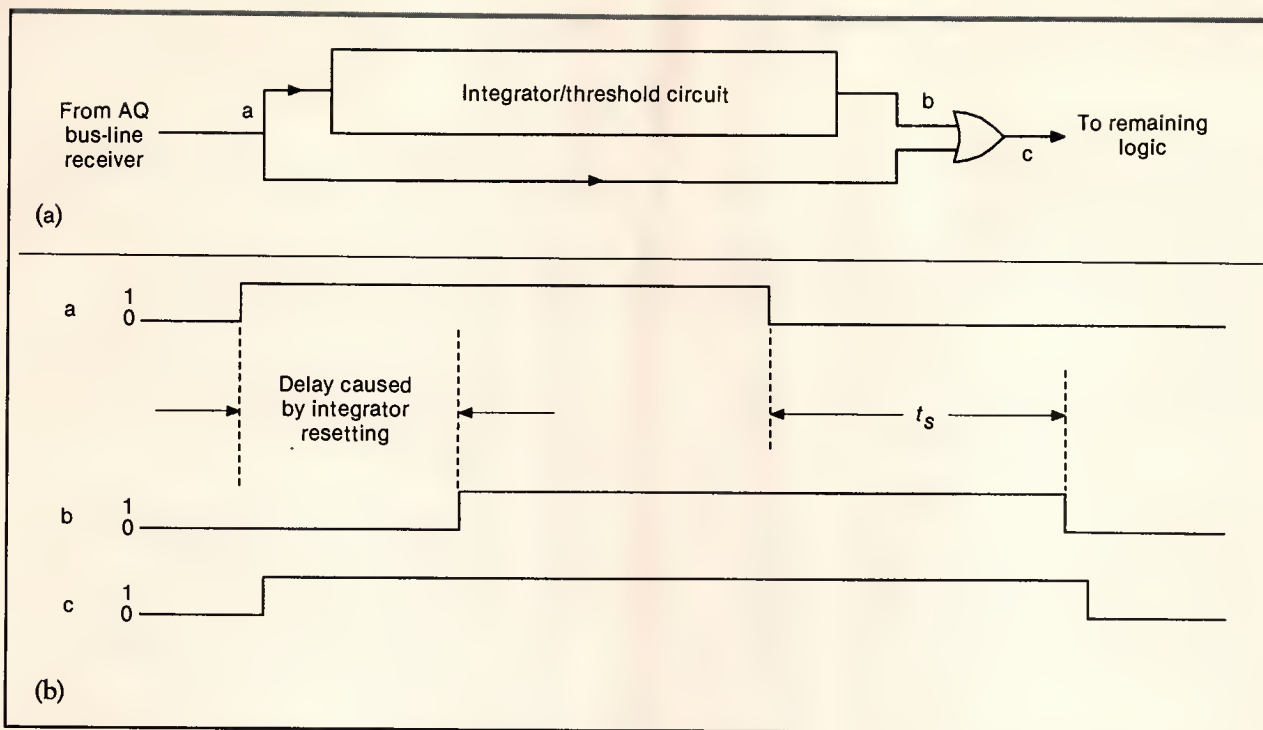 From AQ
bus-line
receiver
a
Integrator/threshold circuit
b
c
To remaining
logic
(a)
a
1
0
Delay caused
by integrator
resetting
tS
b
1
0
c
1
0
(b)